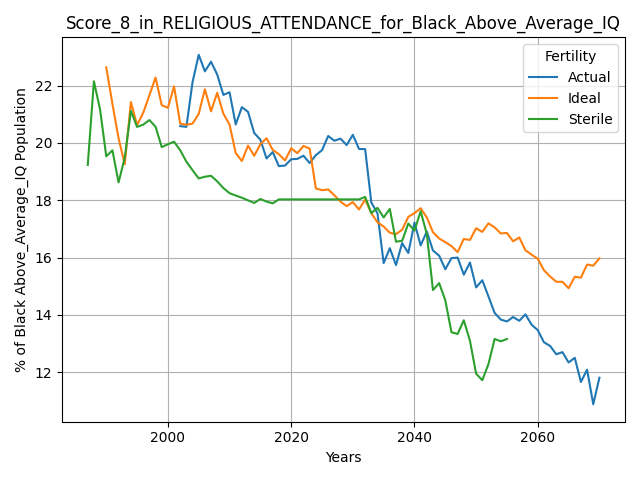 Score_8_in_RELIGIOUS_ATTENDANCE_for_Black_Above_Average_IQ
% of Black Above_Average_IQ Population
22
20
18
16
14
12
Fertility
Actual
Ideal
Sterile
2000
2020
2040
2060
Years